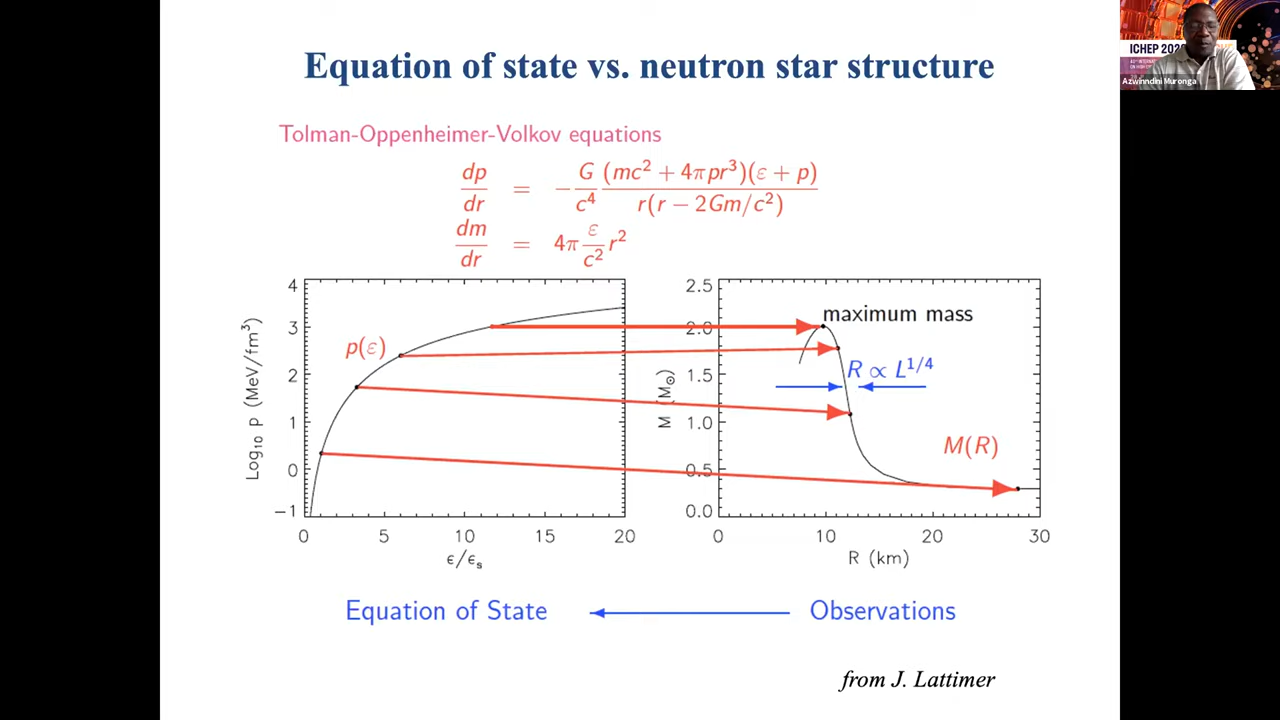 Equation of state vs. neutron star structure
ICHEP 202
Azwinndini Muronga
Tolman-Oppenheimer-Volkov equations
dp/dr = −G/c⁴ (mc² + 4πpr³)(ε + p)/r(r − 2Gm/c²)
dm/dr = 4π ε/c² r²
4
3
2
1
0
−1
Log₁₀ p (MeV/fm³)
p(ε)
0 5 10 15 20
ϵ/ϵₛ
2.5
2.0
1.5
1.0
0.5
0.0
M (M⊙)
maximum mass
R ∝ L^1/4
M(R)
0 10 20 30
R (km)
Equation of State
Observations
from J. Lattimer